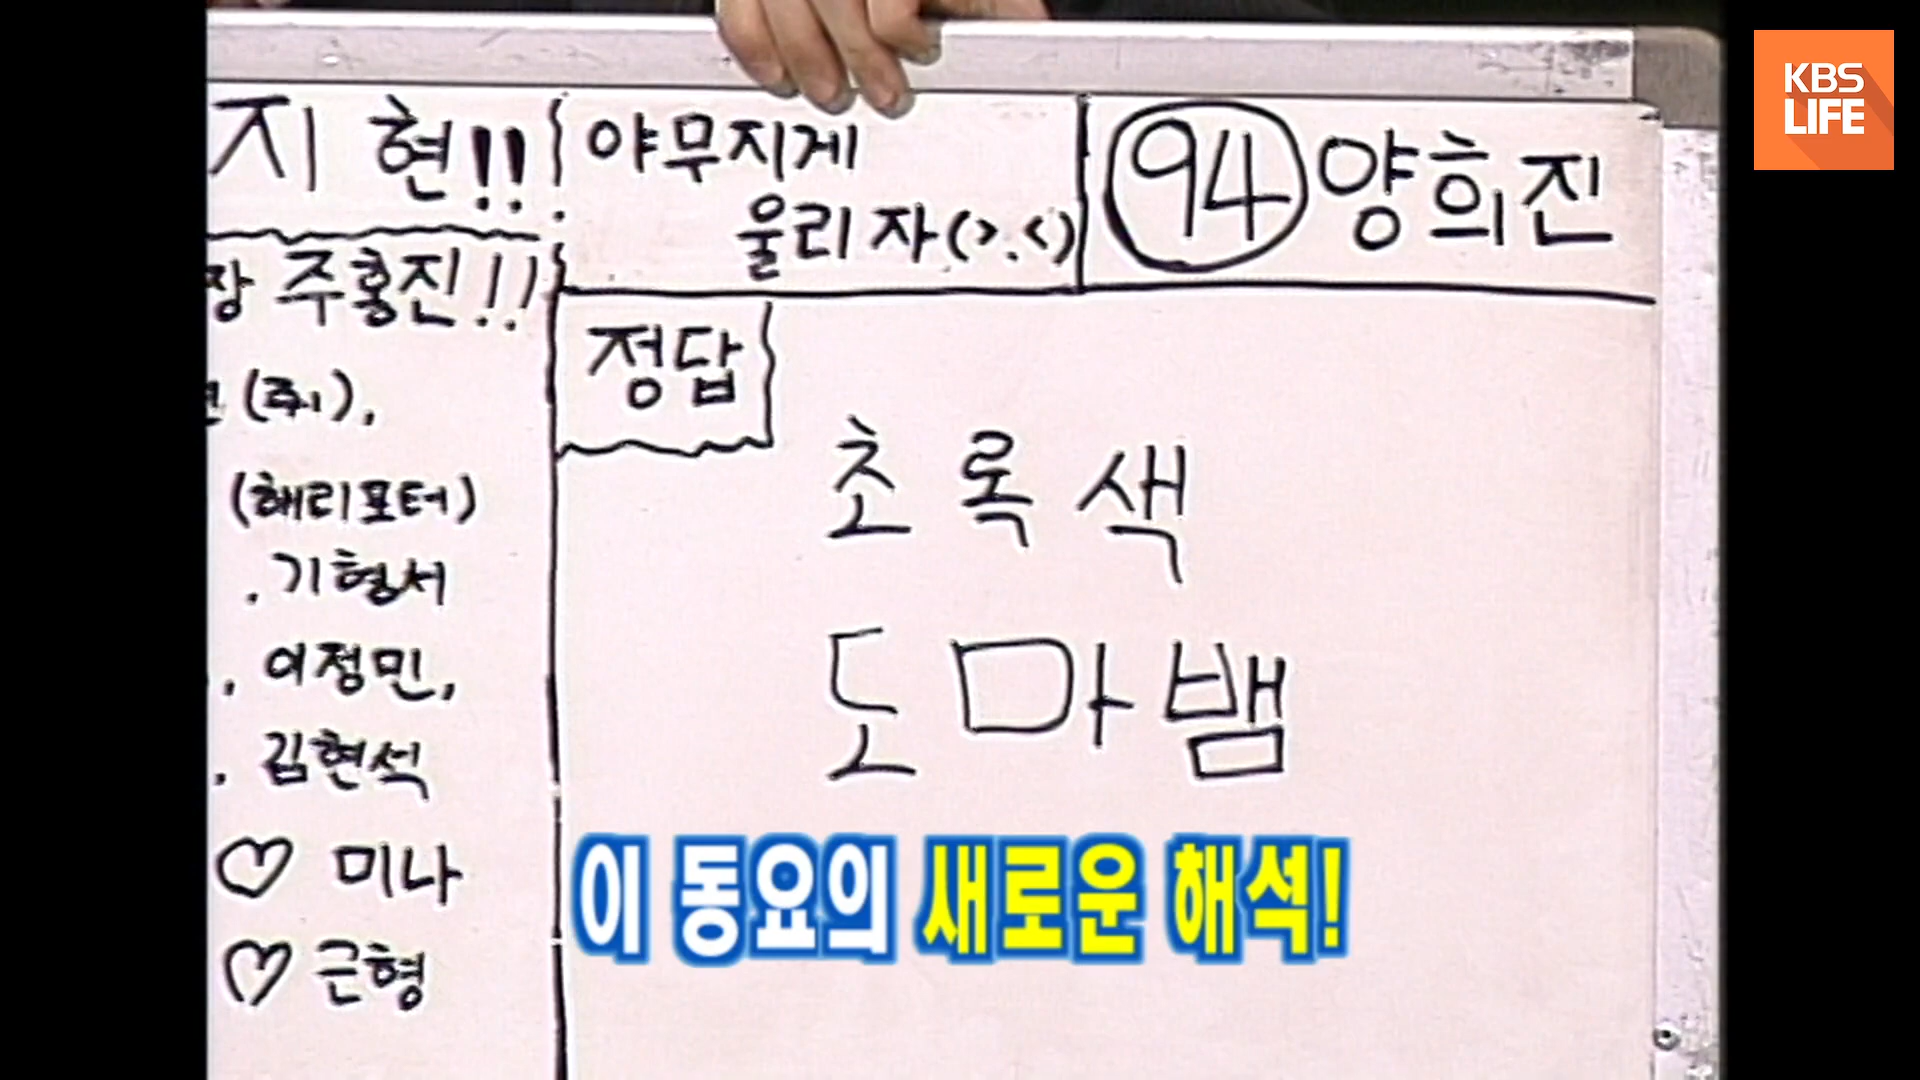 KBS
LIFE
지현!!
장 주홍진!!
(쮜),
(해리포터)
. 기형서
, 이정민,
. 김현석
♡ 미나
♡ 근형
야무지게
울리자(>.<)
94 양희진
정답
초록색
도마뱀
이 동요의 새로운 해석!